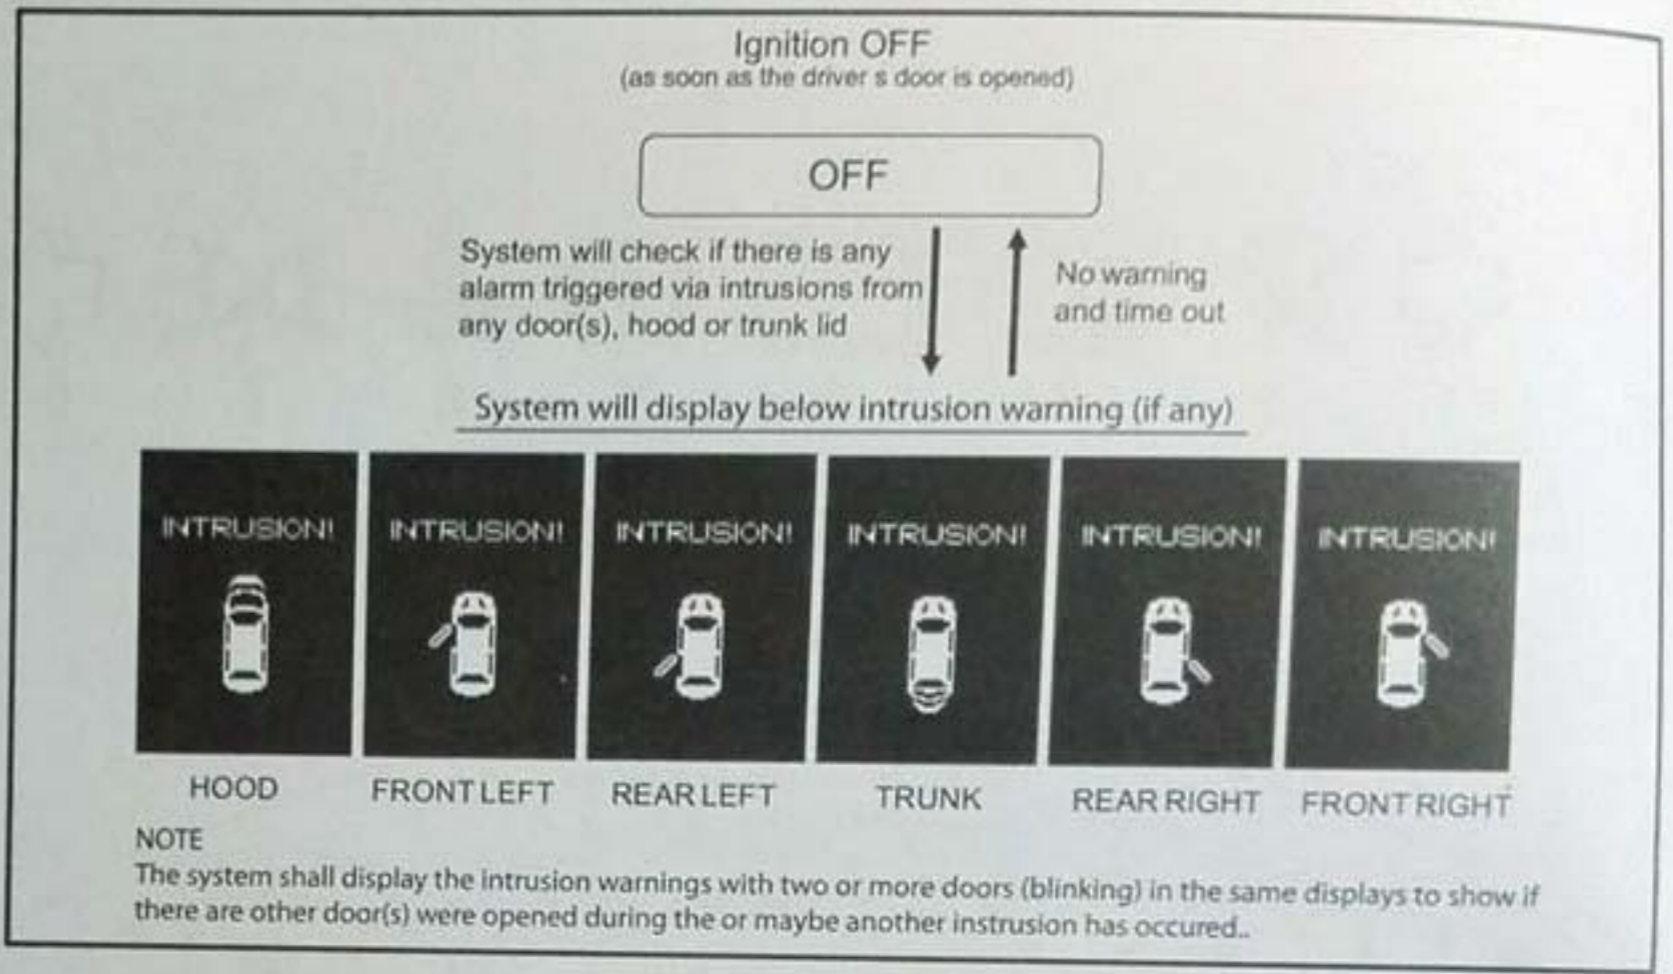 Ignition OFF
(as soon as the driver s door is opened)
OFF
System will check if there is any
alarm triggered via intrusions from
any door(s), hood or trunk lid
No warning
and time out
System will display below intrusion warning (if any)
INTRUSION!
INTRUSION!
INTRUSION!
INTRUSION!
INTRUSION!
INTRUSION!
HOOD
FRONT LEFT
REAR LEFT
TRUNK
REAR RIGHT
FRONT RIGHT
NOTE
The system shall display the intrusion warnings with two or more doors (blinking) in the same displays to show if
there are other door(s) were opened during the or maybe another instrusion has occured..